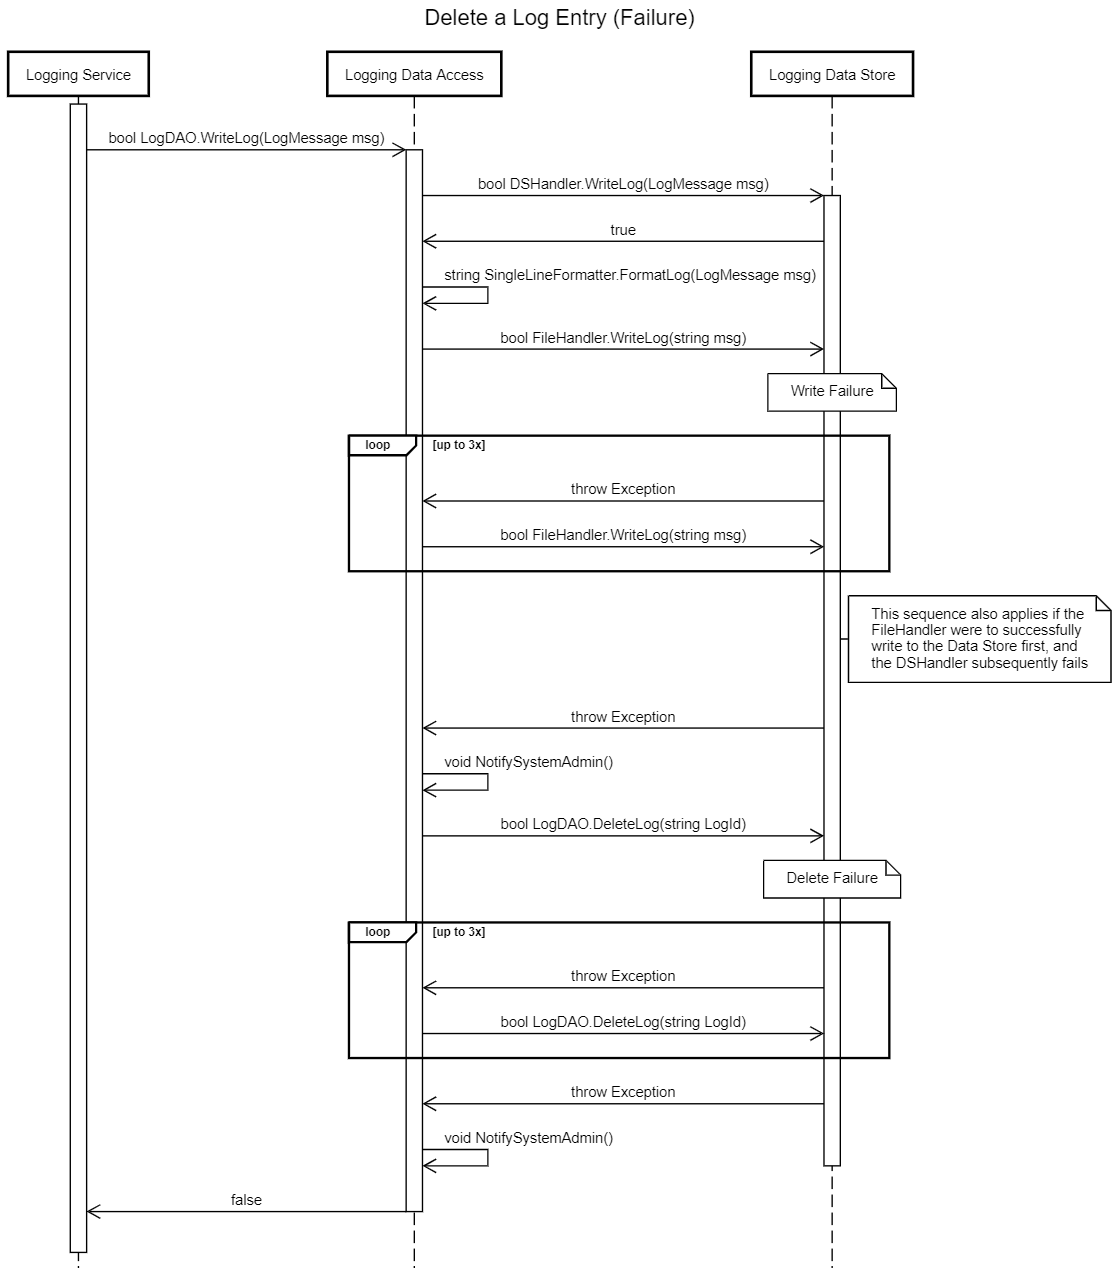 Delete a Log Entry (Failure)
Logging Service
Logging Data Access
Logging Data Store
bool LogDAO.WriteLog(LogMessage msg)
bool DSHandler.WriteLog(LogMessage msg)
true
string SingleLineFormatter.FormatLog(LogMessage msg)
bool FileHandler.WriteLog(string msg)
Write Failure
loop
[up to 3x]
throw Exception
bool FileHandler.WriteLog(string msg)
This sequence also applies if the
FileHandler were to successfully
write to the Data Store first, and
the DSHandler subsequently fails
throw Exception
void NotifySystemAdmin()
bool LogDAO.DeleteLog(string LogId)
Delete Failure
loop
[up to 3x]
throw Exception
bool LogDAO.DeleteLog(string LogId)
throw Exception
void NotifySystemAdmin()
false